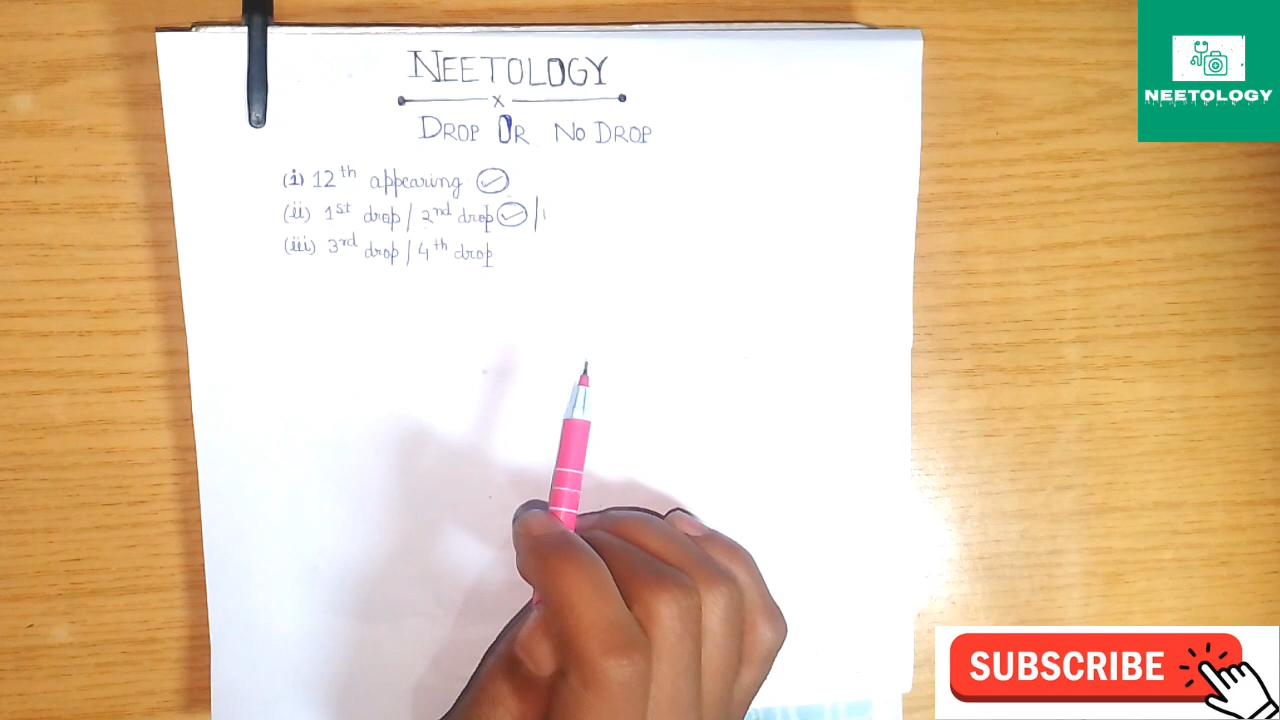 NEETOLOGY
x
DROP OR NO DROP
(i) 12th appearing
(ii) 1st drop / 2nd drop
(iii) 3rd drop / 4th drop
NEETOLOGY
SUBSCRIBE